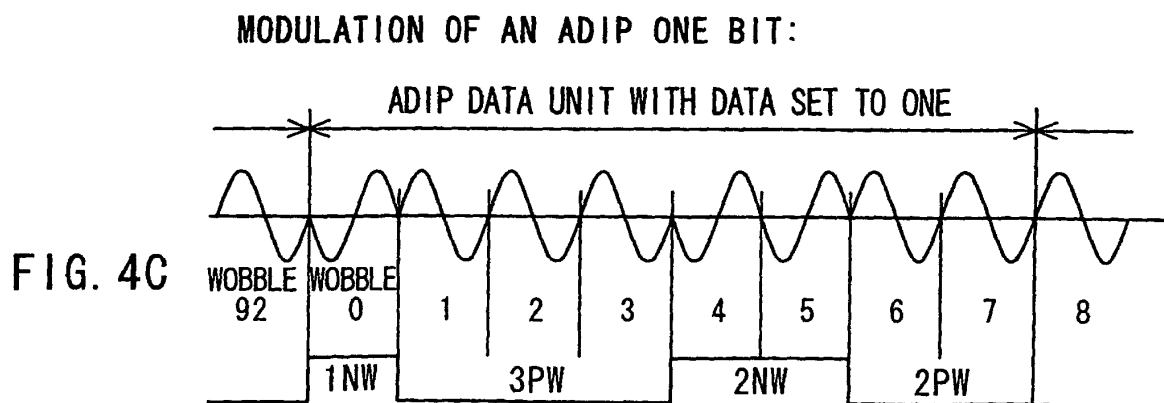 MODULATION OF AN ADIP ONE BIT:
ADIP DATA UNIT WITH DATA SET TO ONE
FIG. 4C
WOBBLE WOBBLE
92 0 1 2 3 4 5 6 7 8
1NW 3PW 2NW 2PW